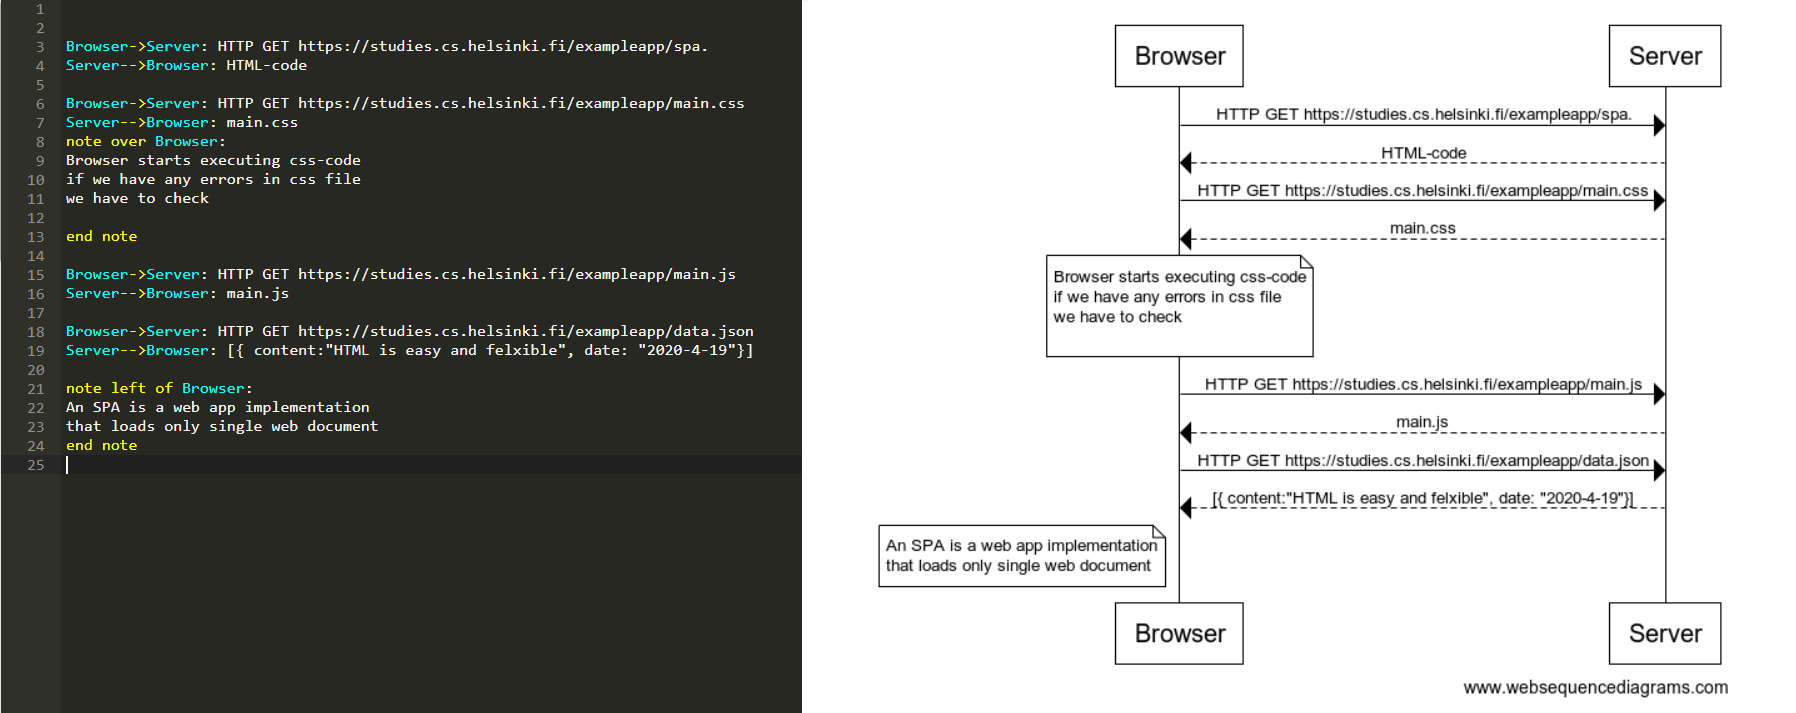 1
2
3 Browser->Server: HTTP GET https://studies.cs.helsinki.fi/exampleapp/spa.
4 Server-->Browser: HTML-code
5
6 Browser->Server: HTTP GET https://studies.cs.helsinki.fi/exampleapp/main.css
7 Server-->Browser: main.css
8 note over Browser:
9 Browser starts executing css-code
10 if we have any errors in css file
11 we have to check
12
13 end note
14
15 Browser->Server: HTTP GET https://studies.cs.helsinki.fi/exampleapp/main.js
16 Server-->Browser: main.js
17
18 Browser->Server: HTTP GET https://studies.cs.helsinki.fi/exampleapp/data.json
19 Server-->Browser: [{ content:"HTML is easy and felxible", date: "2020-4-19"}]
20
21 note left of Browser:
22 An SPA is a web app implementation
23 that loads only single web document
24 end note
25
Browser Server
HTTP GET https://studies.cs.helsinki.fi/exampleapp/spa.
HTML-code
HTTP GET https://studies.cs.helsinki.fi/exampleapp/main.css
main.css
Browser starts executing css-code
if we have any errors in css file
we have to check
HTTP GET https://studies.cs.helsinki.fi/exampleapp/main.js
main.js
HTTP GET https://studies.cs.helsinki.fi/exampleapp/data.json
[{ content:"HTML is easy and felxible", date: "2020-4-19"}]
An SPA is a web app implementation
that loads only single web document
Browser Server
www.websequencediagrams.com